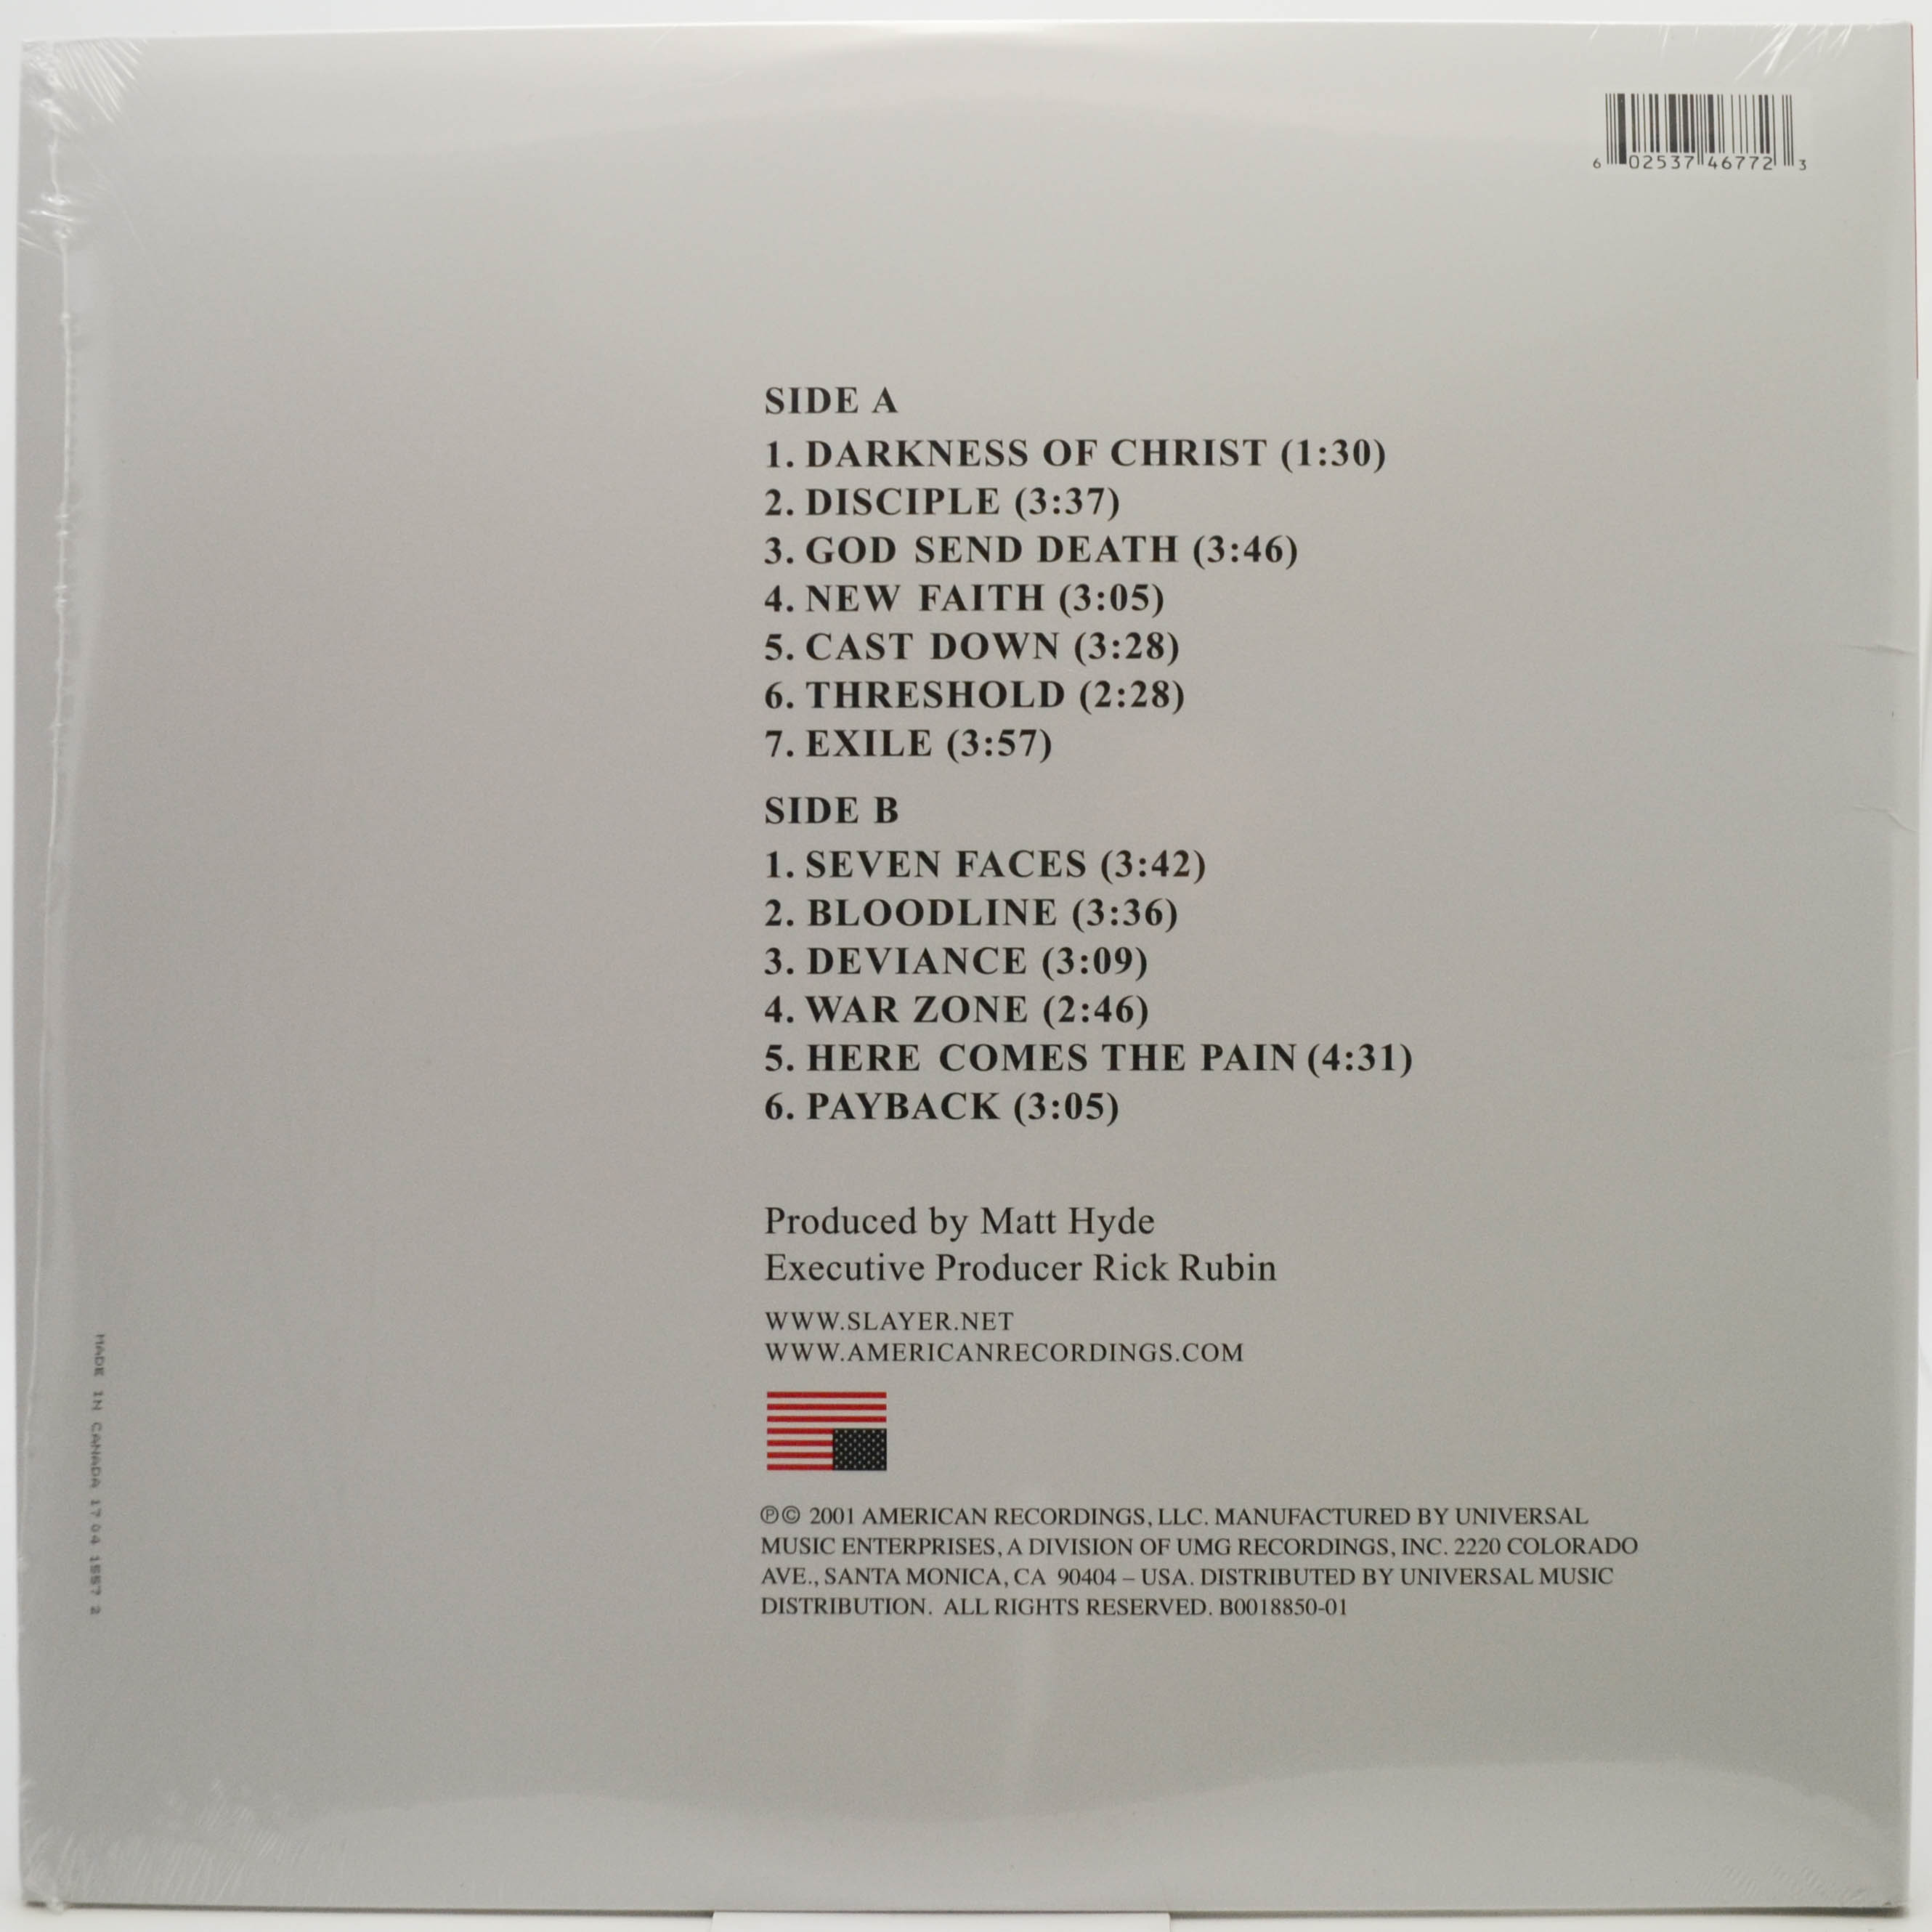 6 02537 46772 3
SIDE A
1. DARKNESS OF CHRIST (1:30)
2. DISCIPLE (3:37)
3. GOD SEND DEATH (3:46)
4. NEW FAITH (3:05)
5. CAST DOWN (3:28)
6. THRESHOLD (2:28)
7. EXILE (3:57)
SIDE B
1. SEVEN FACES (3:42)
2. BLOODLINE (3:36)
3. DEVIANCE (3:09)
4. WAR ZONE (2:46)
5. HERE COMES THE PAIN (4:31)
6. PAYBACK (3:05)
Produced by Matt Hyde
Executive Producer Rick Rubin
WWW.SLAYER.NET
WWW.AMERICANRECORDINGS.COM
℗© 2001 AMERICAN RECORDINGS, LLC. MANUFACTURED BY UNIVERSAL
MUSIC ENTERPRISES, A DIVISION OF UMG RECORDINGS, INC. 2220 COLORADO
AVE., SANTA MONICA, CA 90404 – USA. DISTRIBUTED BY UNIVERSAL MUSIC
DISTRIBUTION. ALL RIGHTS RESERVED. B0018850-01
MADE IN CANADA 17 04 1557 2